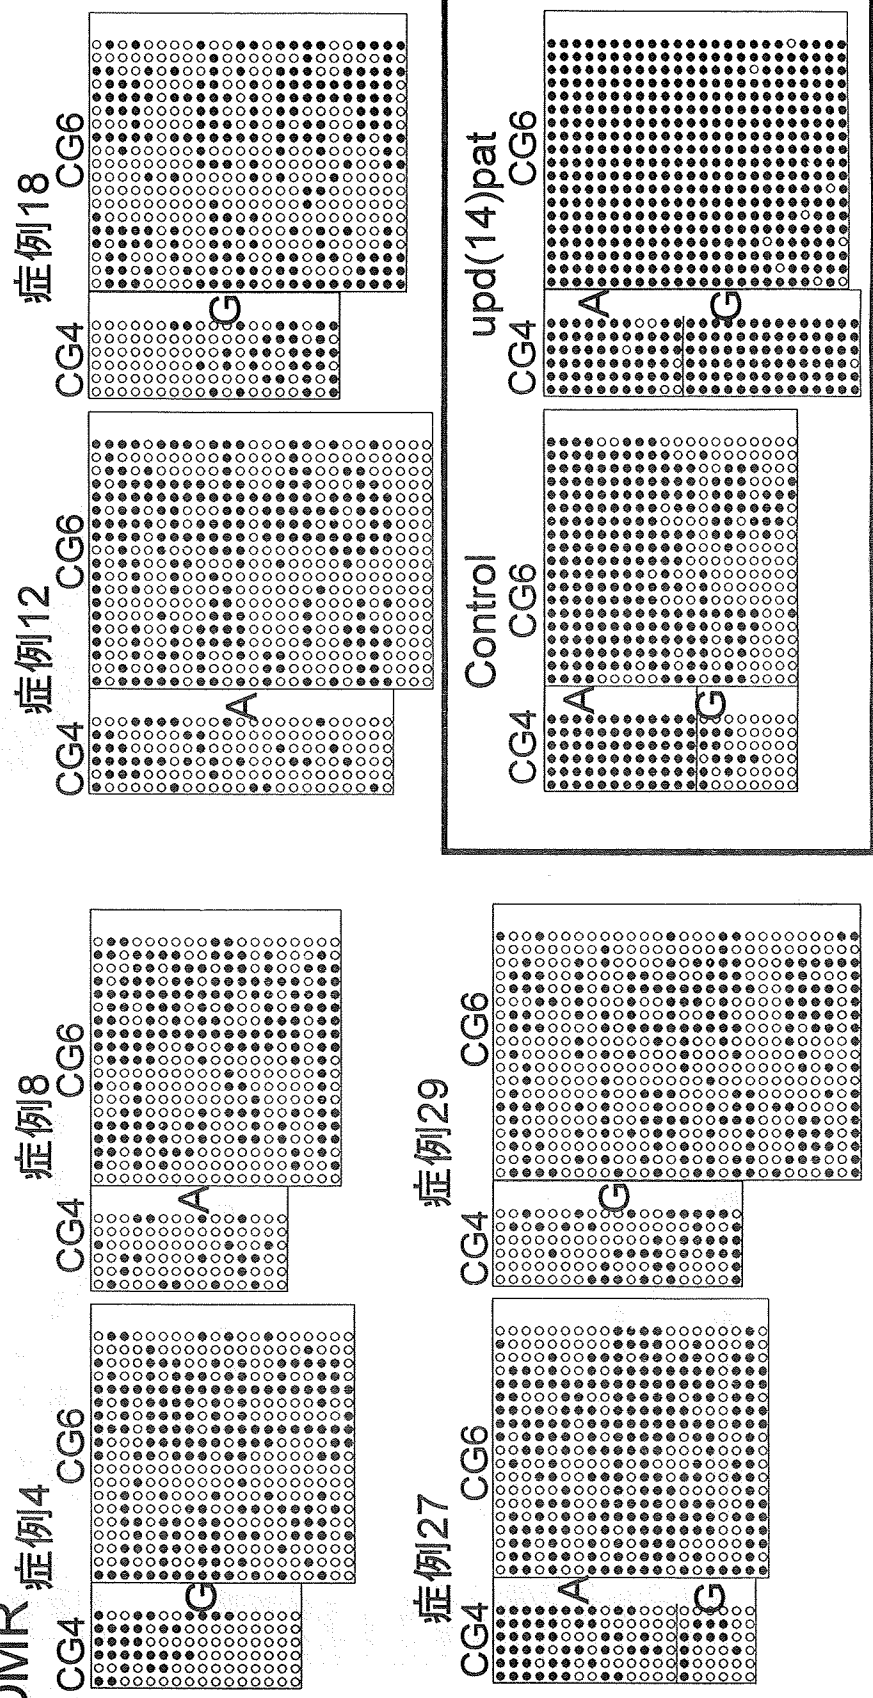 DMR
症例4 症例8 症例12 症例18
CG4 CG6 CG4 CG6 CG4 CG6 CG4 CG6
G A A G
症例27 症例29 Control upd(14)pat
CG4 CG6 CG4 CG6 CG4 CG6 CG4 CG6
A G A A
G G G